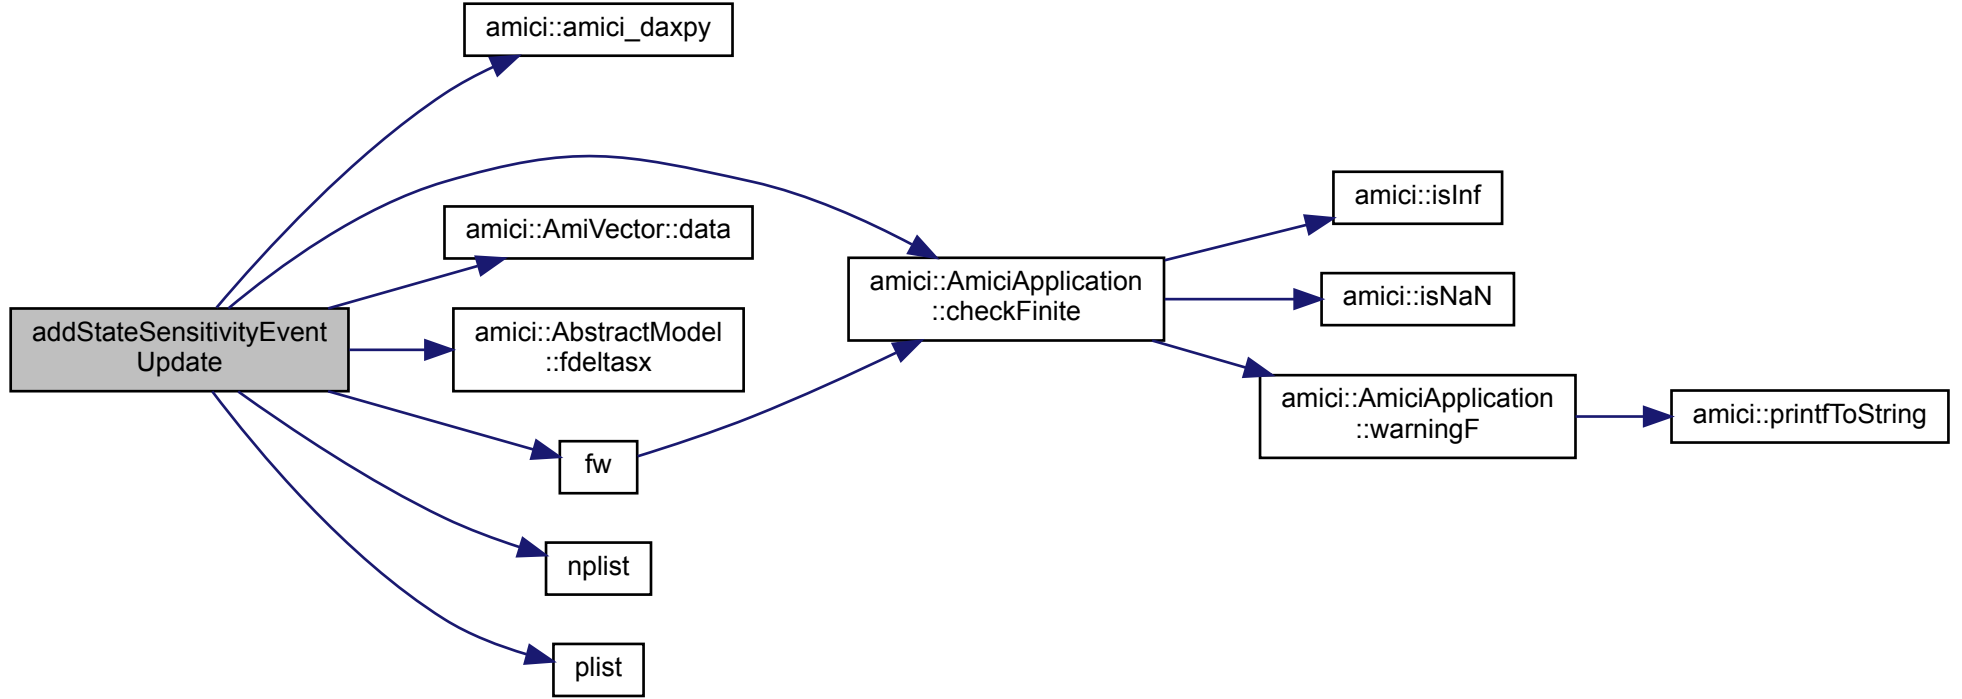 amici::amici_daxpy
amici::AmiVector::data
addStateSensitivityEvent
Update
amici::AbstractModel
::fdeltasx
fw
nplist
plist
amici::AmiciApplication
::checkFinite
amici::isInf
amici::isNaN
amici::AmiciApplication
::warningF
amici::printfToString